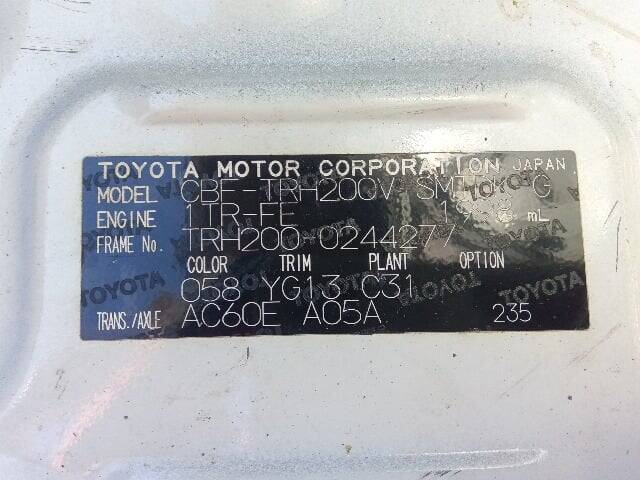 TOYOTA MOTOR CORPORATION JAPAN
MODEL CBF-TRH200V
ENGINE 1TR-FE mL
FRAME No. TRH200-0244277
COLOR TRIM PLANT OPTION
058 YG13 C31
TRANS./AXLE AC60E A05A 235